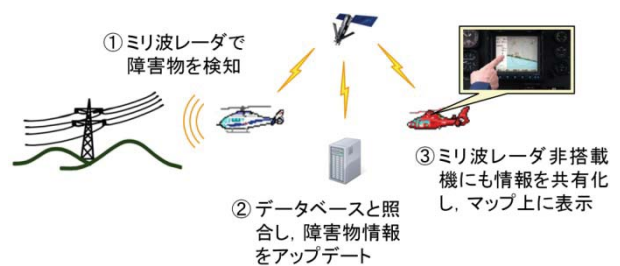 ①ミリ波レーダで
障害物を検知
②データベースと照
合し，障害物情報
をアップデート
③ミリ波レーダ非搭載
機にも情報を共有化
し，マップ上に表示